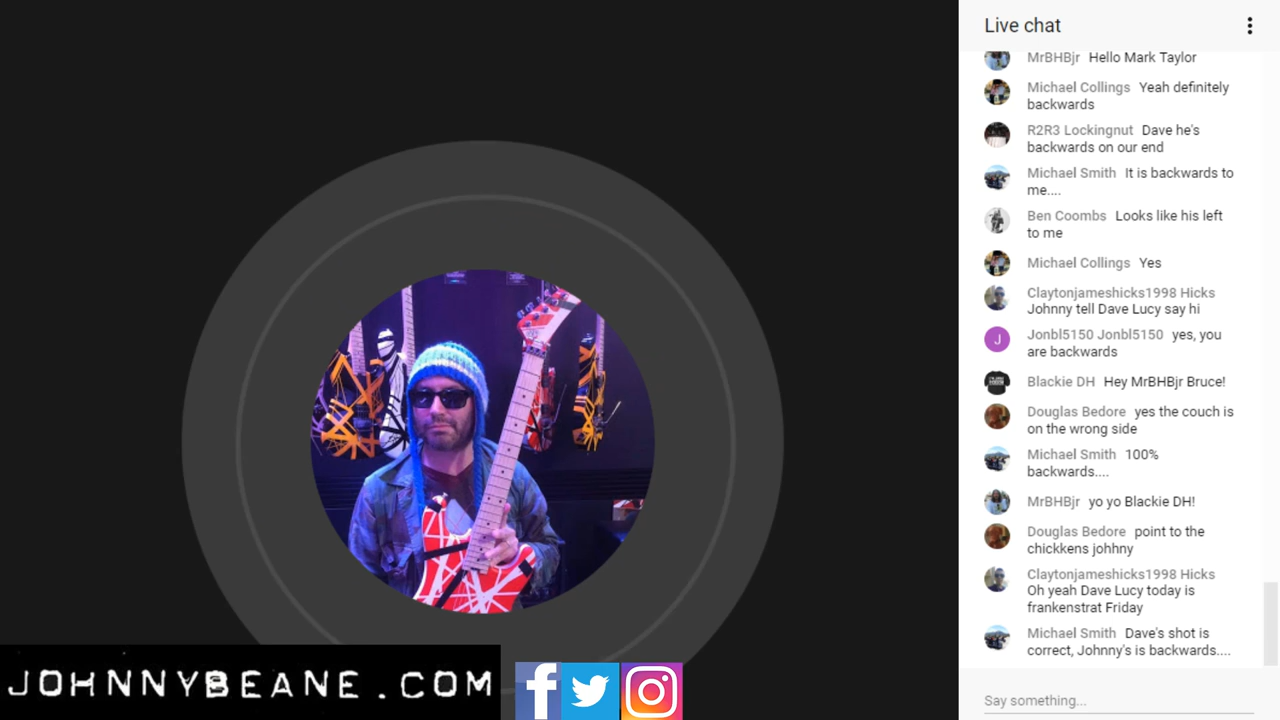 Live chat
MrBHBjr Hello Mark Taylor
Michael Collings Yeah definitely
backwards
R2R3 Lockingnut Dave he's
backwards on our end
Michael Smith It is backwards to
me....
Ben Coombs Looks like his left
to me
Michael Collings Yes
Claytonjameshicks1998 Hicks
Johnny tell Dave Lucy say hi
J
Jonbl5150 Jonbl5150 yes, you
are backwards
Blackie DH Hey MrBHBjr Bruce!
Douglas Bedore yes the couch is
on the wrong side
Michael Smith 100%
backwards....
MrBHBjr yo yo Blackie DH!
Douglas Bedore point to the
chickkens johnny
Claytonjameshicks1998 Hicks
Oh yeah Dave Lucy today is
frankenstrat Friday
Michael Smith Dave's shot is
correct, Johnny's is backwards....
Say something...
JOHNNYBEANE.COM